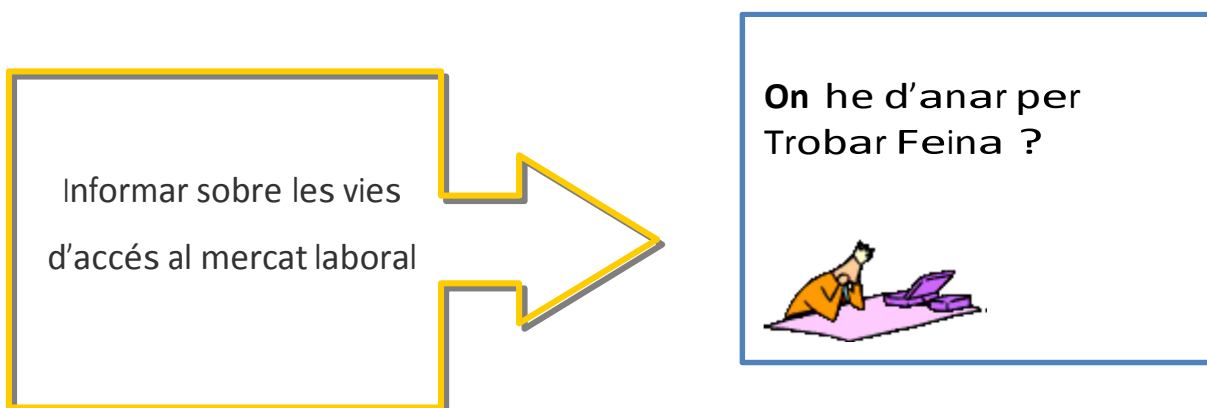 Informar sobre les vies
d'accés al mercat laboral
On he d'anar per
Trobar Feina ?